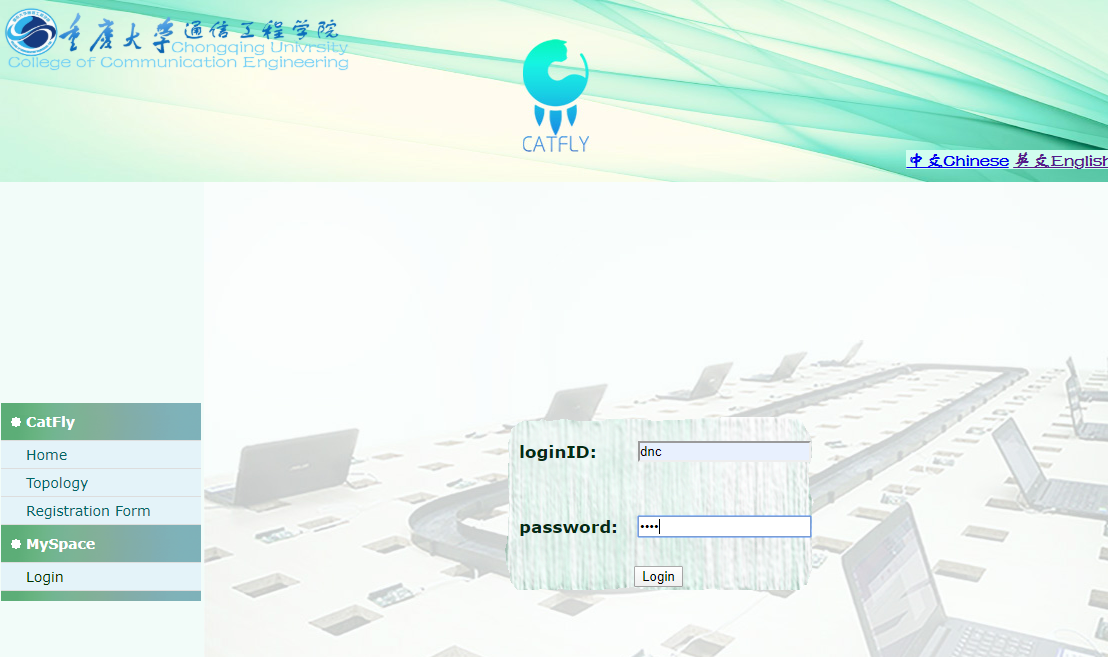 重庆大学通信工程学院
Chongqing Univrsity
College of Communication Engineering
CATFLY
中文Chinese 英文English
CatFly
Home
Topology
Registration Form
MySpace
Login
loginID: dnc
password: ••••
Login